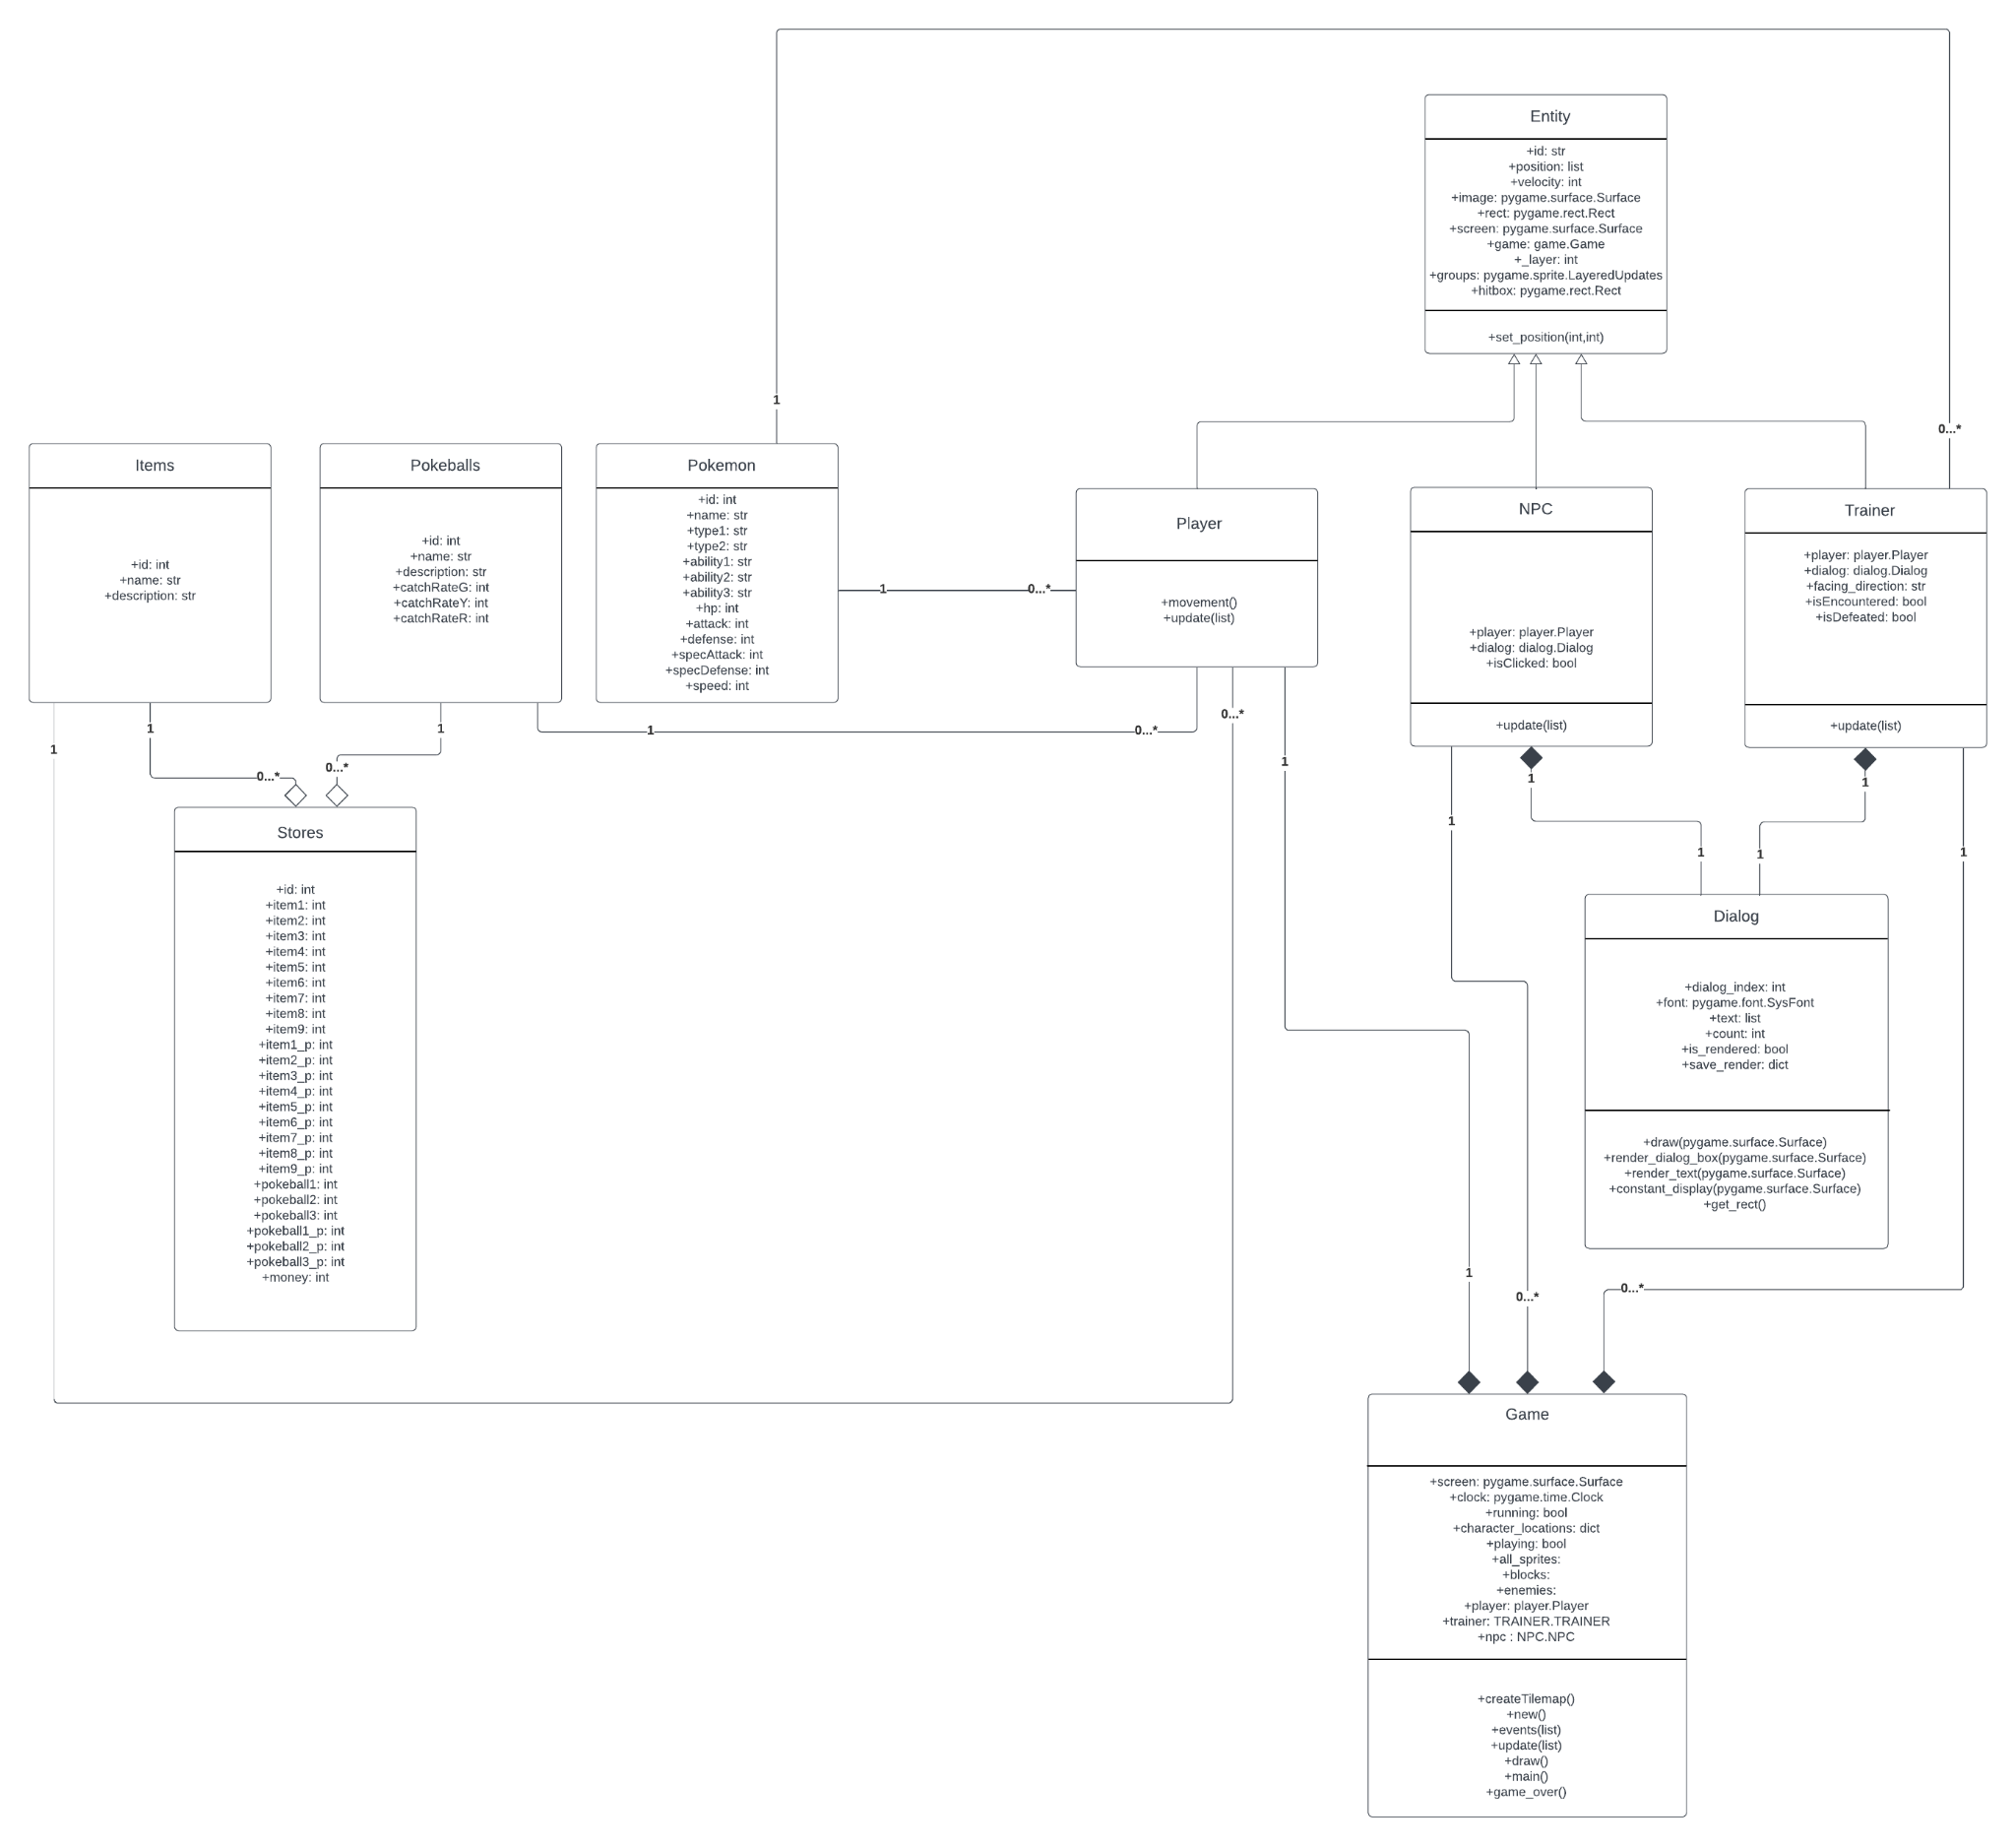 Entity
+id: str
+position: list
+velocity: int
+image: pygame.surface.Surface
+rect: pygame.rect.Rect
+screen: pygame.surface.Surface
+game: game.Game
+_layer: int
+groups: pygame.sprite.LayeredUpdates
+hitbox: pygame.rect.Rect
+set_position(int,int)
1
0...*
Items
+id: int
+name: str
+description: str
Pokeballs
+id: int
+name: str
+description: str
+catchRateG: int
+catchRateY: int
+catchRateR: int
Pokemon
+id: int
+name: str
+type1: str
+type2: str
+ability1: str
+ability2: str
+ability3: str
+hp: int
+attack: int
+defense: int
+specAttack: int
+specDefense: int
+speed: int
1
0...*
Player
+movement()
+update(list)
NPC
+player: player.Player
+dialog: dialog.Dialog
+isClicked: bool
+update(list)
Trainer
+player: player.Player
+dialog: dialog.Dialog
+facing_direction: str
+isEncountered: bool
+isDefeated: bool
+update(list)
1
1
1
1
0...*
0...*
1
0...*
0...*
1
1
1
1
1
1
1
Stores
+id: int
+item1: int
+item2: int
+item3: int
+item4: int
+item5: int
+item6: int
+item7: int
+item8: int
+item9: int
+item1_p: int
+item2_p: int
+item3_p: int
+item4_p: int
+item5_p: int
+item6_p: int
+item7_p: int
+item8_p: int
+item9_p: int
+pokeball1: int
+pokeball2: int
+pokeball3: int
+pokeball1_p: int
+pokeball2_p: int
+pokeball3_p: int
+money: int
Dialog
+dialog_index: int
+font: pygame.font.SysFont
+text: list
+count: int
+is_rendered: bool
+save_render: dict
+draw(pygame.surface.Surface)
+render_dialog_box(pygame.surface.Surface)
+render_text(pygame.surface.Surface)
+constant_display(pygame.surface.Surface)
+get_rect()
1
0...*
0...*
Game
+screen: pygame.surface.Surface
+clock: pygame.time.Clock
+running: bool
+character_locations: dict
+playing: bool
+all_sprites:
+blocks:
+enemies:
+player: player.Player
+trainer: TRAINER.TRAINER
+npc : NPC.NPC
+createTilemap()
+new()
+events(list)
+update(list)
+draw()
+main()
+game_over()